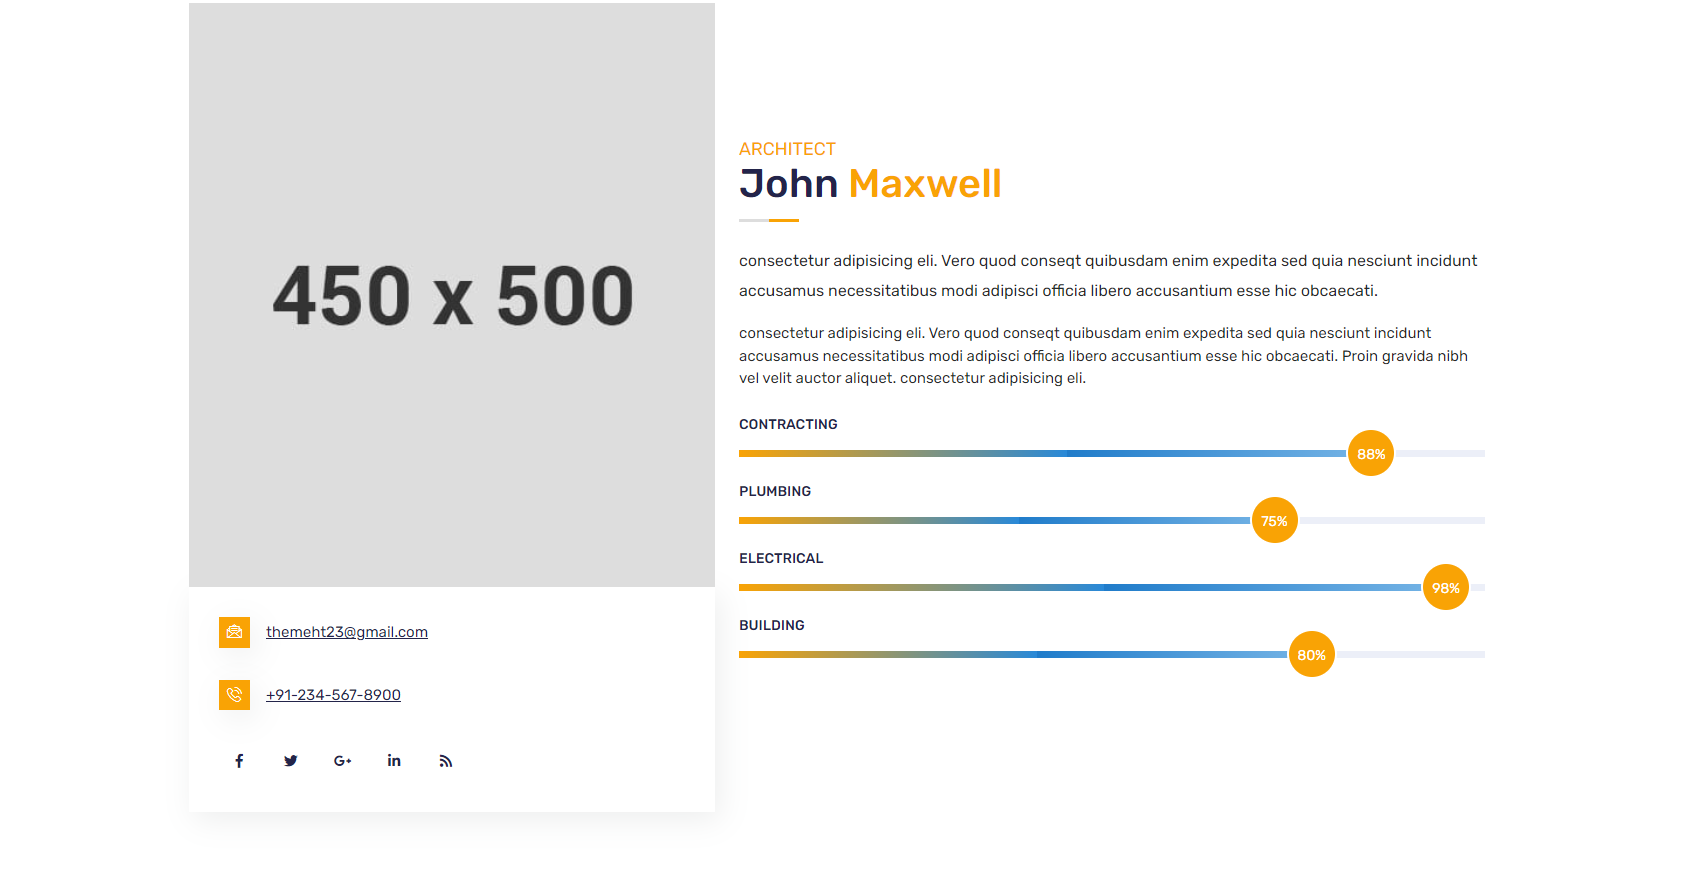 450 x 500
themeht23@gmail.com
+91-234-567-8900
ARCHITECT
John Maxwell
consectetur adipisicing eli. Vero quod conseqt quibusdam enim expedita sed quia nesciunt incidunt
accusamus necessitatibus modi adipisci officia libero accusantium esse hic obcaecati.
consectetur adipisicing eli. Vero quod conseqt quibusdam enim expedita sed quia nesciunt incidunt
accusamus necessitatibus modi adipisci officia libero accusantium esse hic obcaecati. Proin gravida nibh
vel velit auctor aliquet. consectetur adipisicing eli.
CONTRACTING
88%
PLUMBING
75%
ELECTRICAL
98%
BUILDING
80%